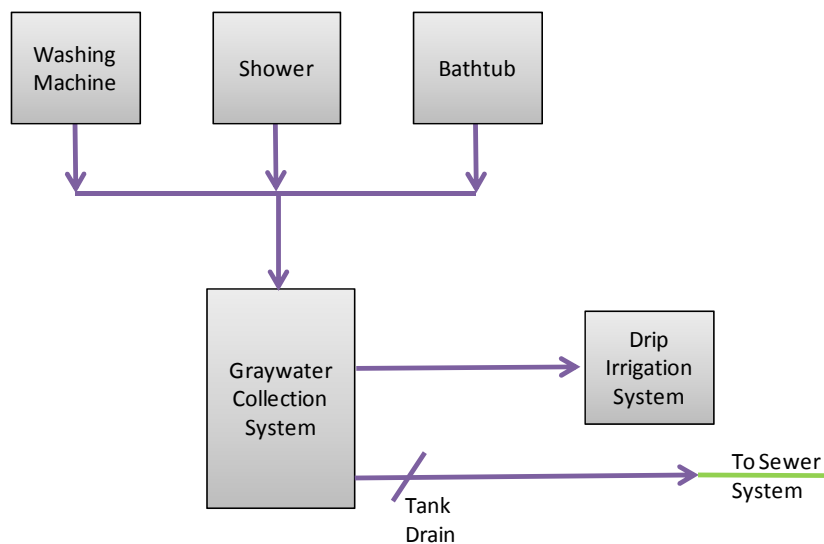 Washing
Machine
Shower
Bathtub
Graywater
Collection
System
Drip
Irrigation
System
Tank
Drain
To Sewer
System